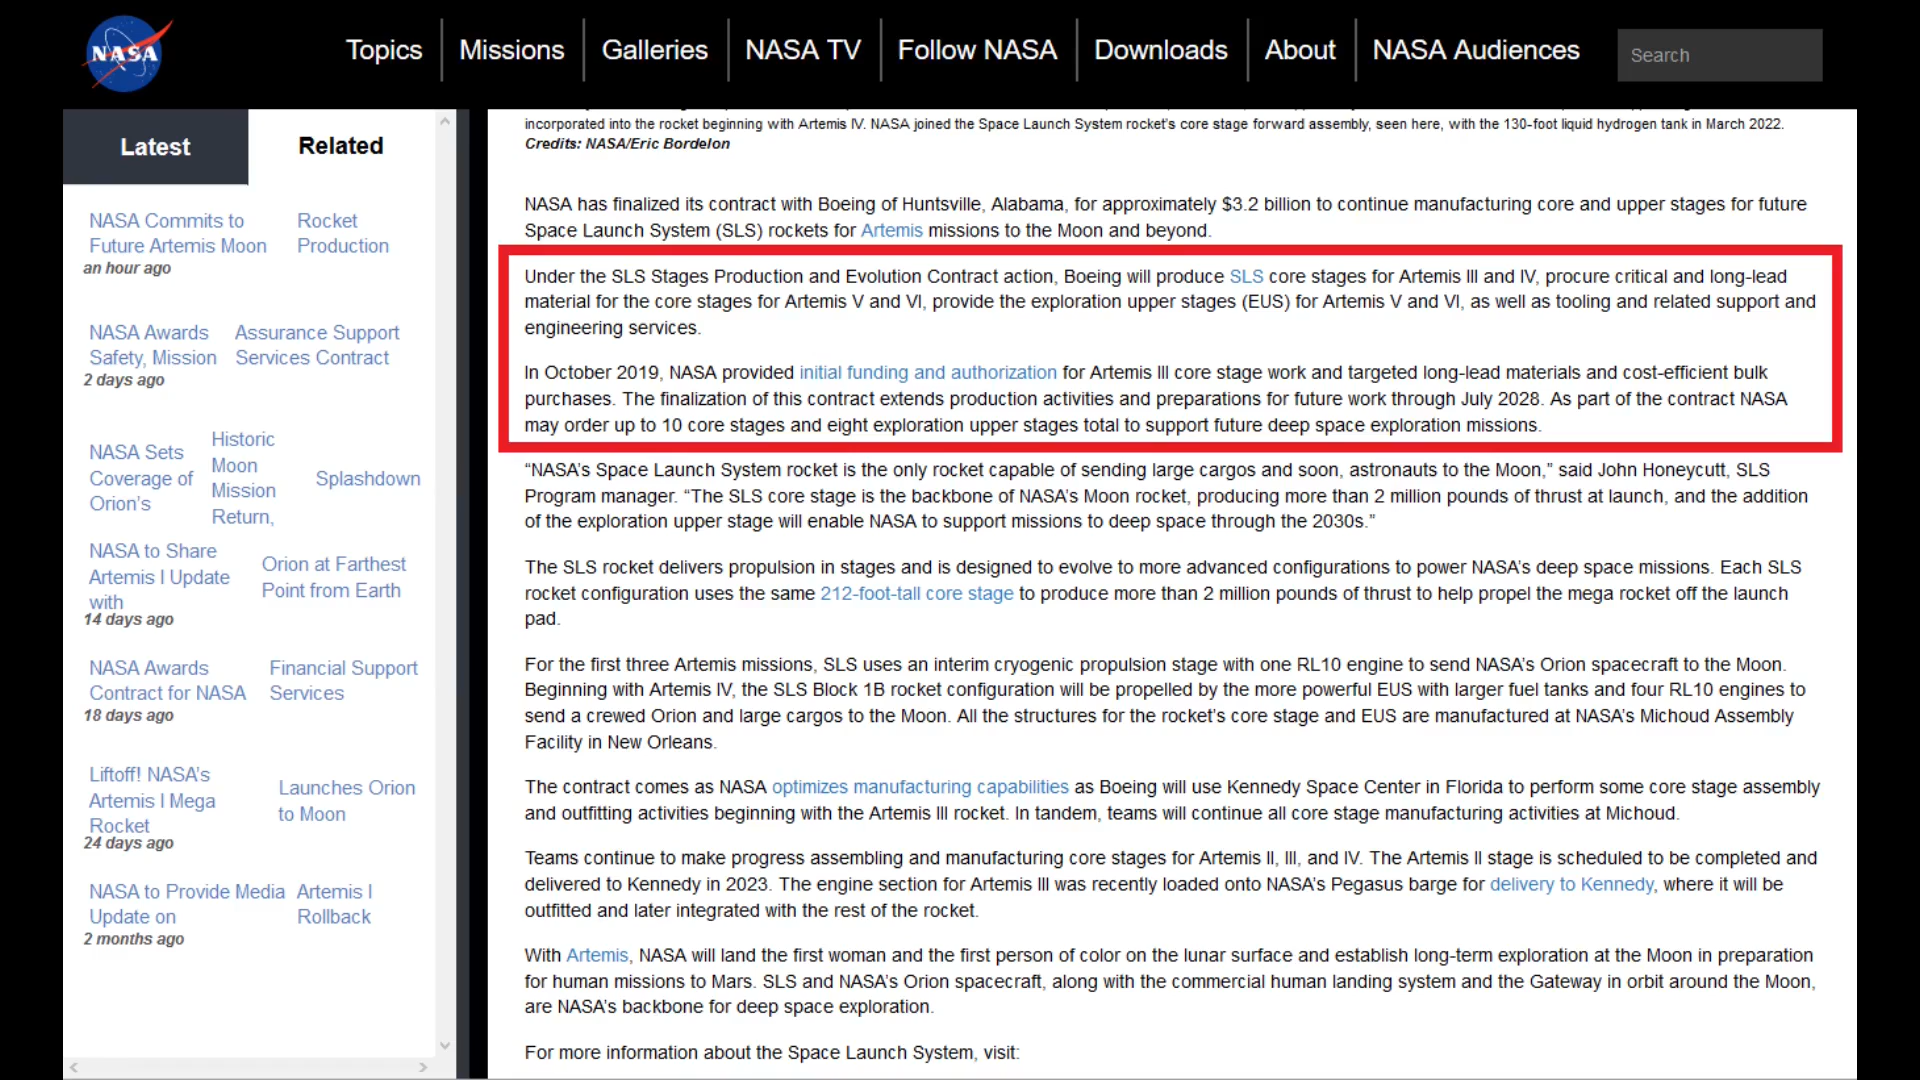 NASA
Topics
Missions
Galleries
NASA TV
Follow NASA
Downloads
About
NASA Audiences
Search
Latest
Related
NASA Commits to
Future Artemis Moon
Rocket
Production
an hour ago
NASA Awards
Safety, Mission
Assurance Support
Services Contract
2 days ago
NASA Sets
Coverage of
Orion's
Historic
Moon
Mission
Return,
Splashdown
NASA to Share
Artemis I Update
with
Orion at Farthest
Point from Earth
14 days ago
NASA Awards
Contract for NASA
Financial Support
Services
18 days ago
Liftoff! NASA's
Artemis I Mega
Rocket
Launches Orion
to Moon
24 days ago
NASA to Provide Media
Update on
Artemis I
Rollback
2 months ago
incorporated into the rocket beginning with Artemis IV. NASA joined the Space Launch System rocket's core stage forward assembly, seen here, with the 130-foot liquid hydrogen tank in March 2022.
Credits: NASA/Eric Bordelon
NASA has finalized its contract with Boeing of Huntsville, Alabama, for approximately $3.2 billion to continue manufacturing core and upper stages for future
Space Launch System (SLS) rockets for Artemis missions to the Moon and beyond.
Under the SLS Stages Production and Evolution Contract action, Boeing will produce SLS core stages for Artemis III and IV, procure critical and long-lead
material for the core stages for Artemis V and VI, provide the exploration upper stages (EUS) for Artemis V and VI, as well as tooling and related support and
engineering services.
In October 2019, NASA provided initial funding and authorization for Artemis III core stage work and targeted long-lead materials and cost-efficient bulk
purchases. The finalization of this contract extends production activities and preparations for future work through July 2028. As part of the contract NASA
may order up to 10 core stages and eight exploration upper stages total to support future deep space exploration missions.
“NASA’s Space Launch System rocket is the only rocket capable of sending large cargos and soon, astronauts to the Moon,” said John Honeycutt, SLS
Program manager. “The SLS core stage is the backbone of NASA’s Moon rocket, producing more than 2 million pounds of thrust at launch, and the addition
of the exploration upper stage will enable NASA to support missions to deep space through the 2030s.”
The SLS rocket delivers propulsion in stages and is designed to evolve to more advanced configurations to power NASA’s deep space missions. Each SLS
rocket configuration uses the same 212-foot-tall core stage to produce more than 2 million pounds of thrust to help propel the mega rocket off the launch
pad.
For the first three Artemis missions, SLS uses an interim cryogenic propulsion stage with one RL10 engine to send NASA’s Orion spacecraft to the Moon.
Beginning with Artemis IV, the SLS Block 1B rocket configuration will be propelled by the more powerful EUS with larger fuel tanks and four RL10 engines to
send a crewed Orion and large cargos to the Moon. All the structures for the rocket’s core stage and EUS are manufactured at NASA’s Michoud Assembly
Facility in New Orleans.
The contract comes as NASA optimizes manufacturing capabilities as Boeing will use Kennedy Space Center in Florida to perform some core stage assembly
and outfitting activities beginning with the Artemis III rocket. In tandem, teams will continue all core stage manufacturing activities at Michoud.
Teams continue to make progress assembling and manufacturing core stages for Artemis II, III, and IV. The Artemis II stage is scheduled to be completed and
delivered to Kennedy in 2023. The engine section for Artemis III was recently loaded onto NASA’s Pegasus barge for delivery to Kennedy, where it will be
outfitted and later integrated with the rest of the rocket.
With Artemis, NASA will land the first woman and the first person of color on the lunar surface and establish long-term exploration at the Moon in preparation
for human missions to Mars. SLS and NASA’s Orion spacecraft, along with the commercial human landing system and the Gateway in orbit around the Moon,
are NASA’s backbone for deep space exploration.
For more information about the Space Launch System, visit: